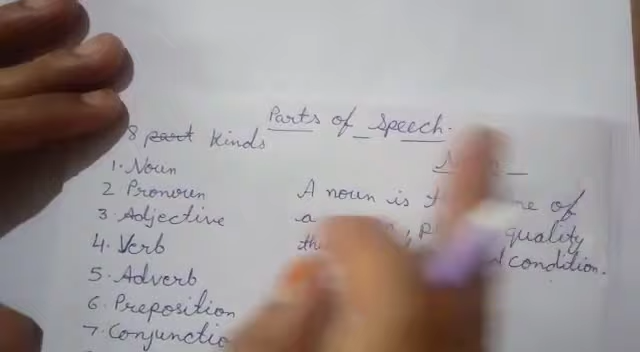 Parts of Speech.
8 part Kinds
1. Noun
2 Pronoun
3. Adjective
4. Verb
5. Adverb
6. Preposition
7. Conjunctio
A noun is of
a , quality
condition.